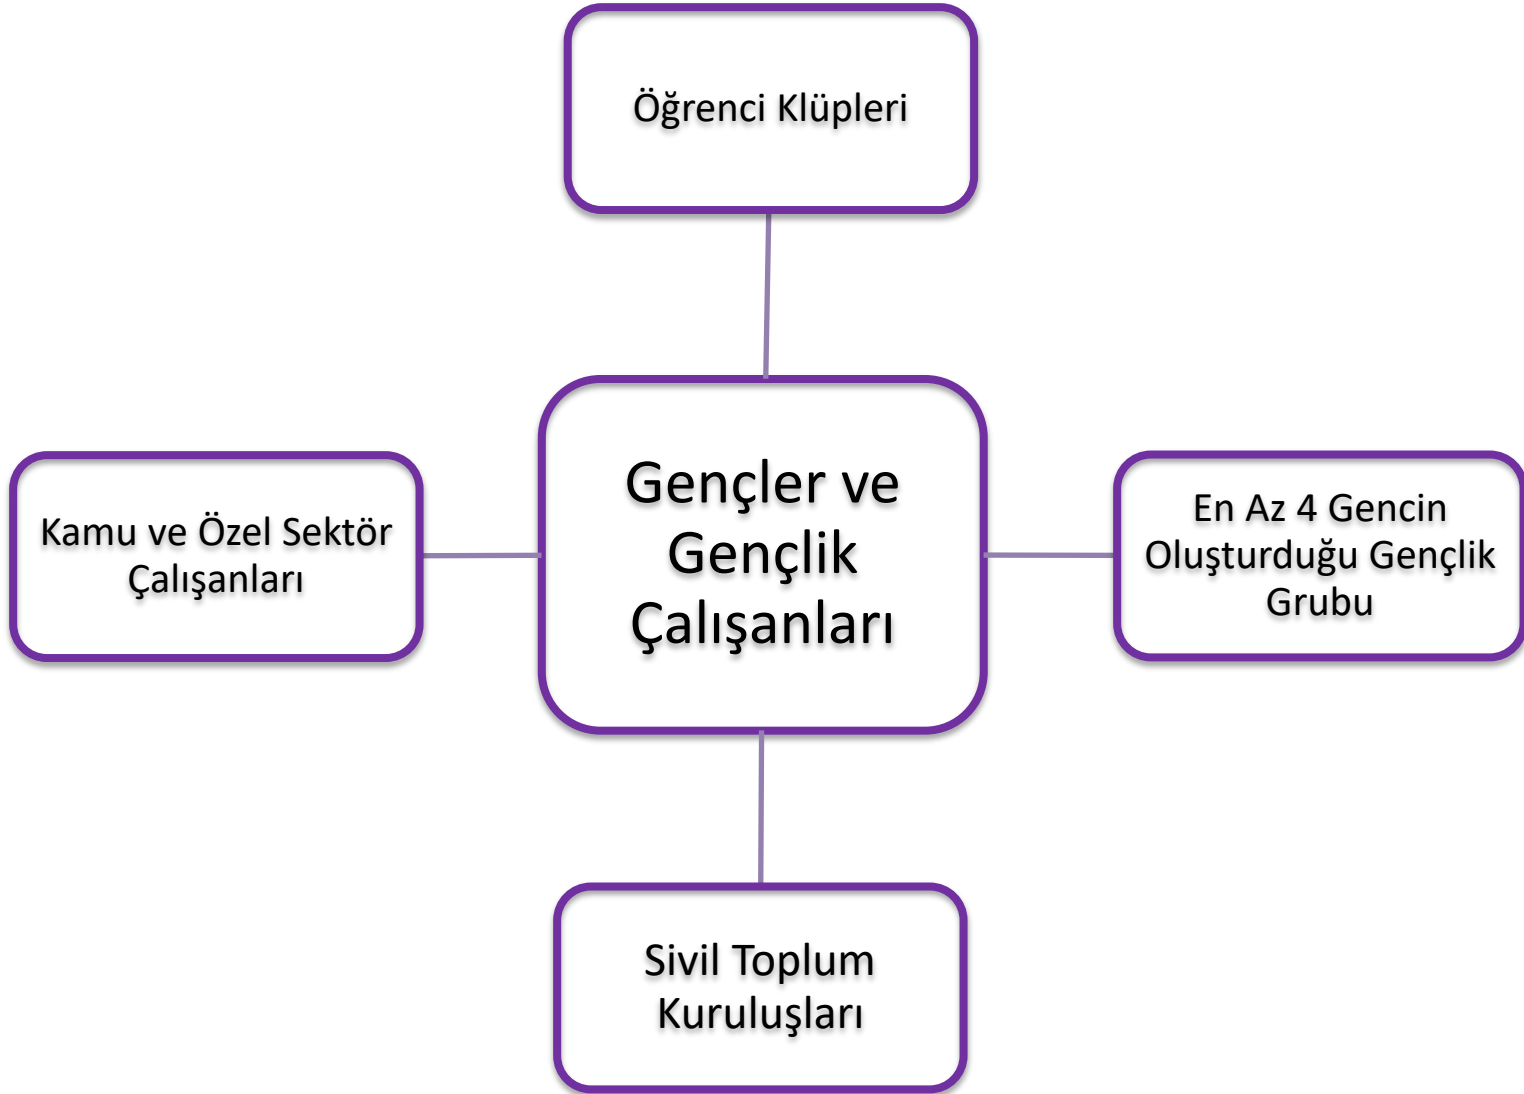 Öğrenci Klüpleri
Kamu ve Özel Sektör
Çalışanları
Gençler ve
Gençlik
Çalışanları
En Az 4 Gencin
Oluşturduğu Gençlik
Grubu
Sivil Toplum
Kuruluşları